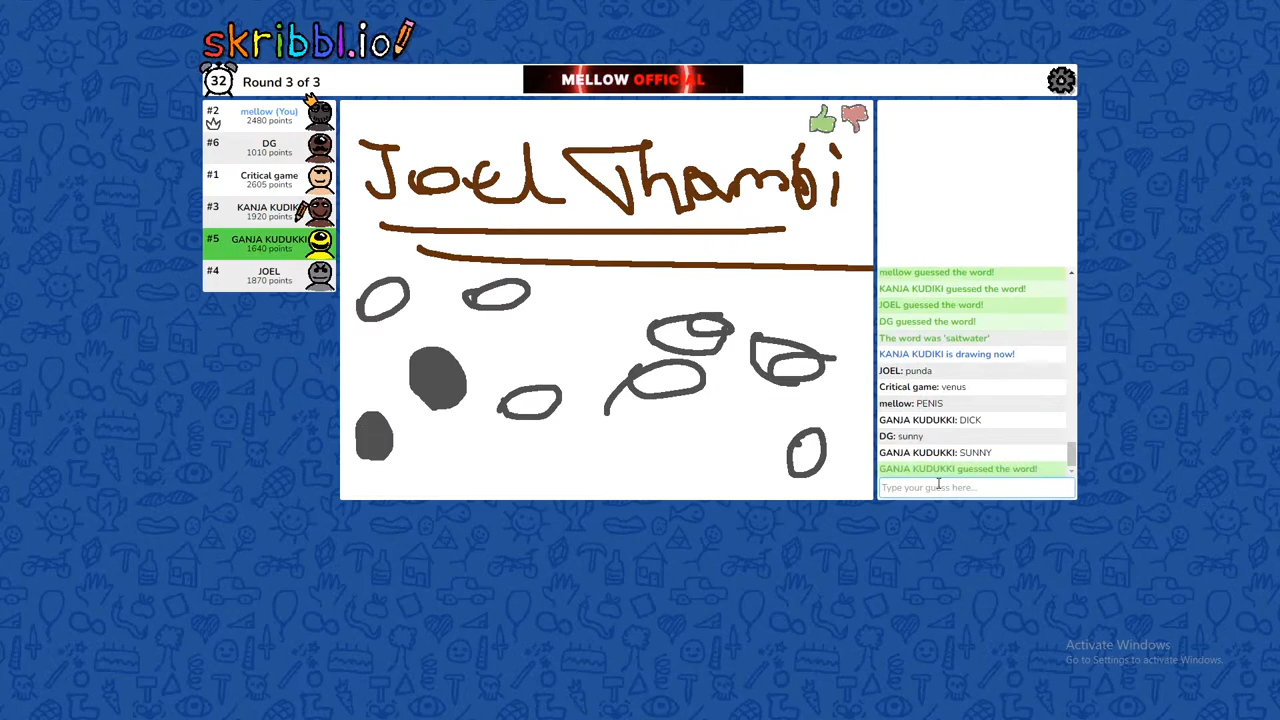 skribbl.io
32
Round 3 of 3
MELLOW OFFICIAL
#2 mellow (You)
2480 points
#6 DG
1010 points
#1 Critical game
2605 points
#3 KANJA KUDIK
1920 points
#5 GANJA KUDUKKI
1640 points
#4 JOEL
1870 points
Joel Thambi
mellow guessed the word!
KANJA KUDIKI guessed the word!
JOEL guessed the word!
DG guessed the word!
The word was 'saltwater'
KANJA KUDIKI is drawing now!
JOEL: punda
Critical game: venus
mellow: PENIS
GANJA KUDUKKI: DICK
DG: sunny
GANJA KUDUKKI: SUNNY
GANJA KUDUKKI guessed the word!
Type your guess here...
Activate Windows
Go to Settings to activate Windows.